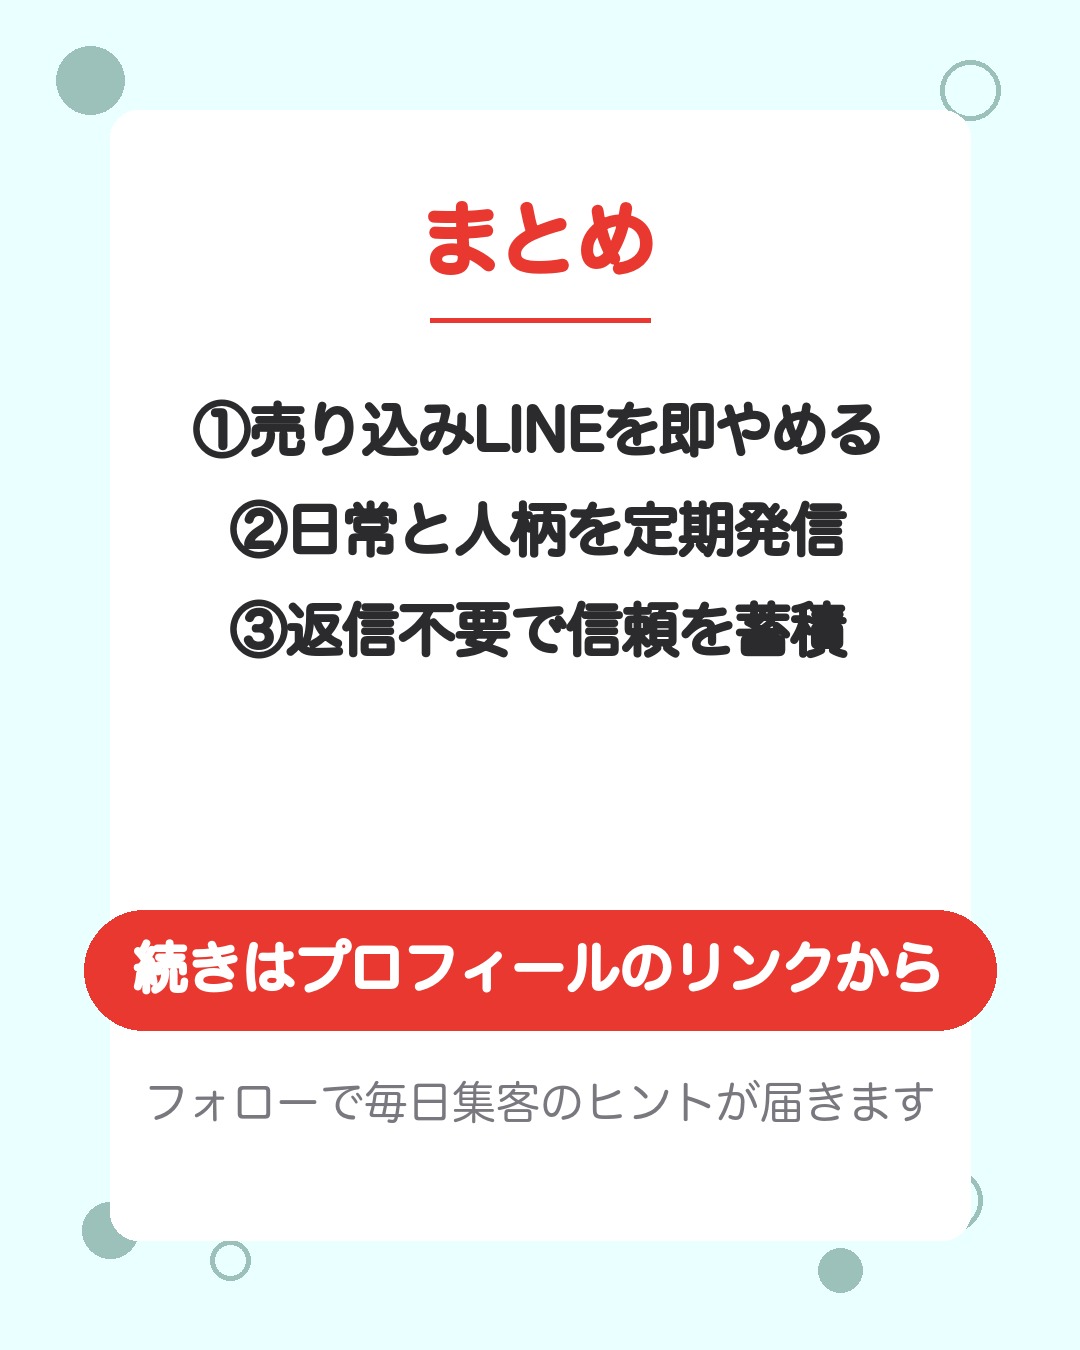 まとめ
①売り込みLINEを即やめる
②日常と人柄を定期発信
③返信不要で信頼を蓄積
続きはプロフィールのリンクから
フォローで毎日集客のヒントが届きます